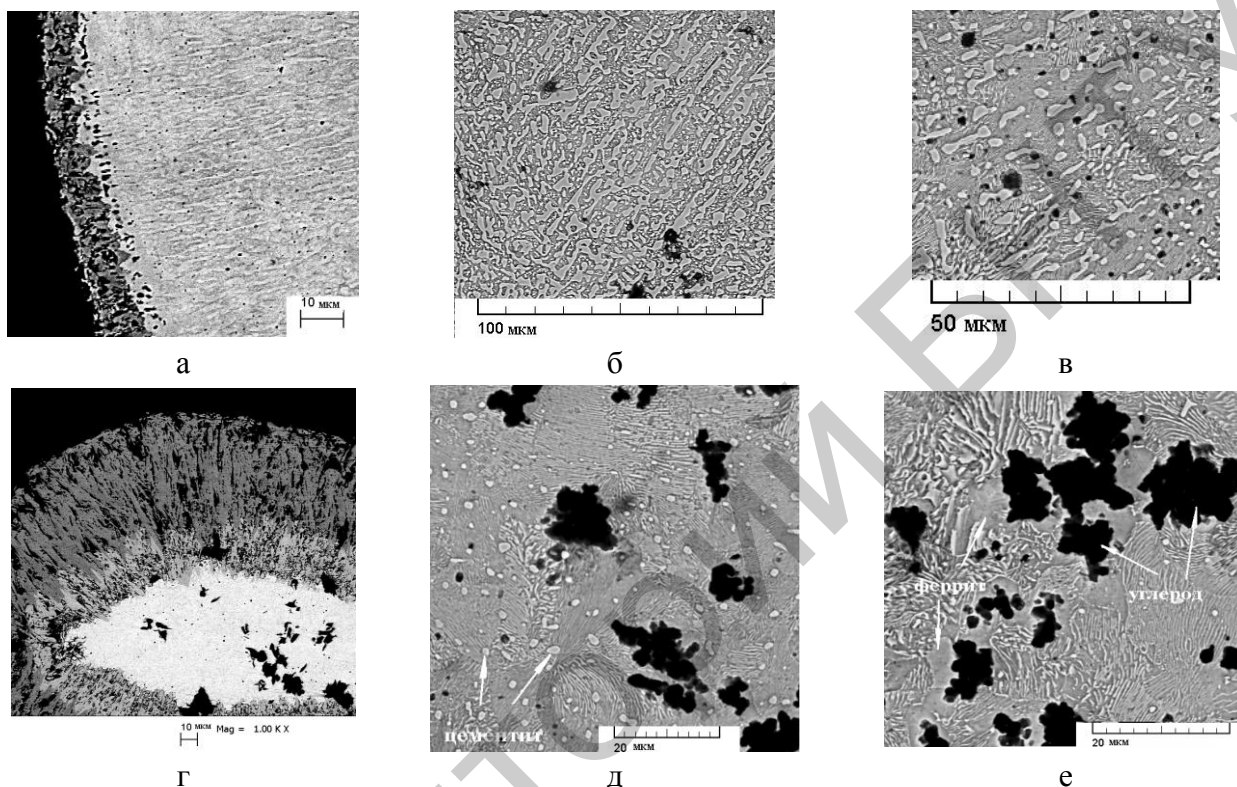 10 мкм
100 мкм
50 мкм
а
б
в
феррит
углерод
цементит
10 мкм Mag = 1.00 K X
20 мкм
20 мкм
г
д
е